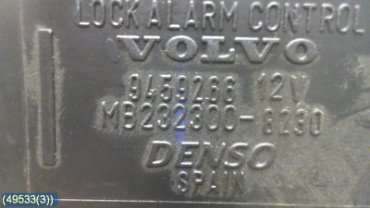 LOCK ALARM CONTROL
VOLVO
9459266 12V
MB232300-8230
DENSO
SPAIN
(49533(3))